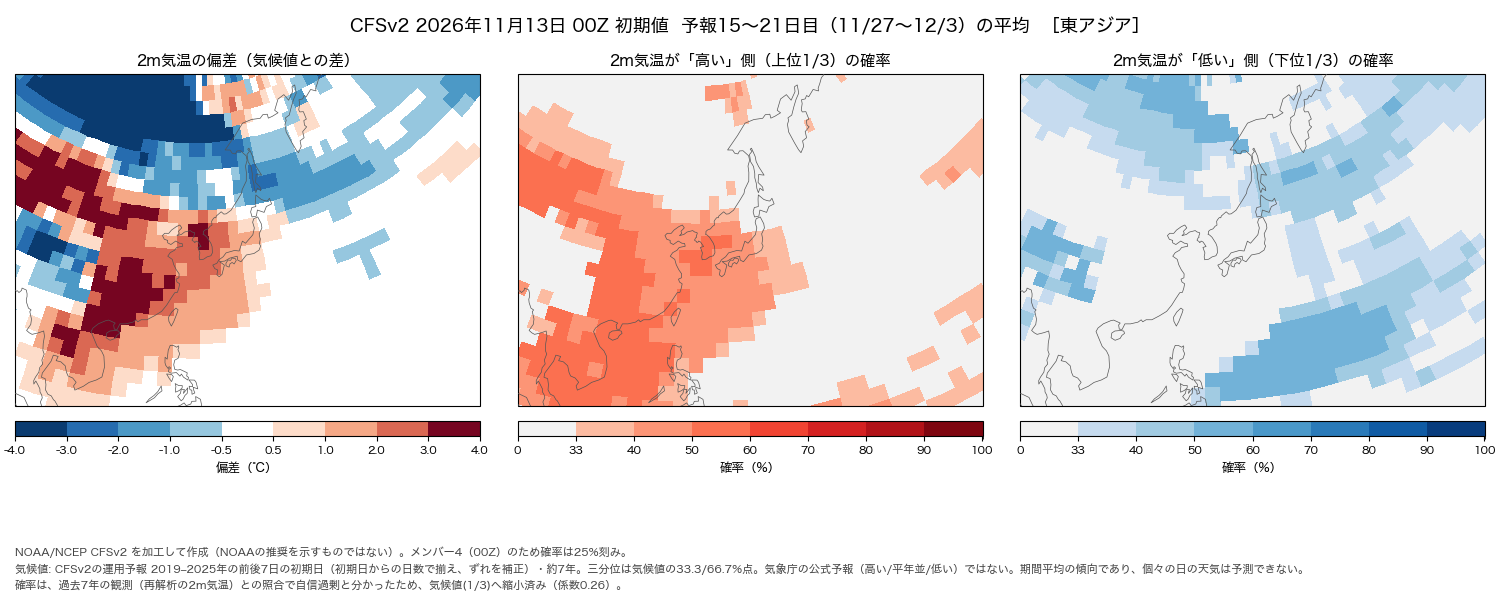 CFSv2 2026年11月13日 00Z 初期値 予報15～21日目（11/27～12/3）の平均 ［東アジア］
2m気温の偏差（気候値との差）
2m気温が「高い」側（上位1/3）の確率
2m気温が「低い」側（下位1/3）の確率
-4.0 -3.0 -2.0 -1.0 -0.5 0.5 1.0 2.0 3.0 4.0
偏差（℃）
0 33 40 50 60 70 80 90 100
確率（%）
0 33 40 50 60 70 80 90 100
確率（%）
NOAA/NCEP CFSv2 を加工して作成（NOAAの推奨を示すものではない）。メンバー4（00Z）のため確率は25%刻み。
気候値: CFSv2の運用予報 2019–2025年の前後7日の初期日（初期日からの日数で揃え、ずれを補正）・約7年。三分位は気候値の33.3/66.7%点。気象庁の公式予報（高い/平年並/低い）ではない。期間平均の傾向であり、個々の日の天気は予測できない。
確率は、過去7年の観測（再解析の2m気温）との照合で自信過剰と分かったため、気候値(1/3)へ縮小済み（係数0.26）。